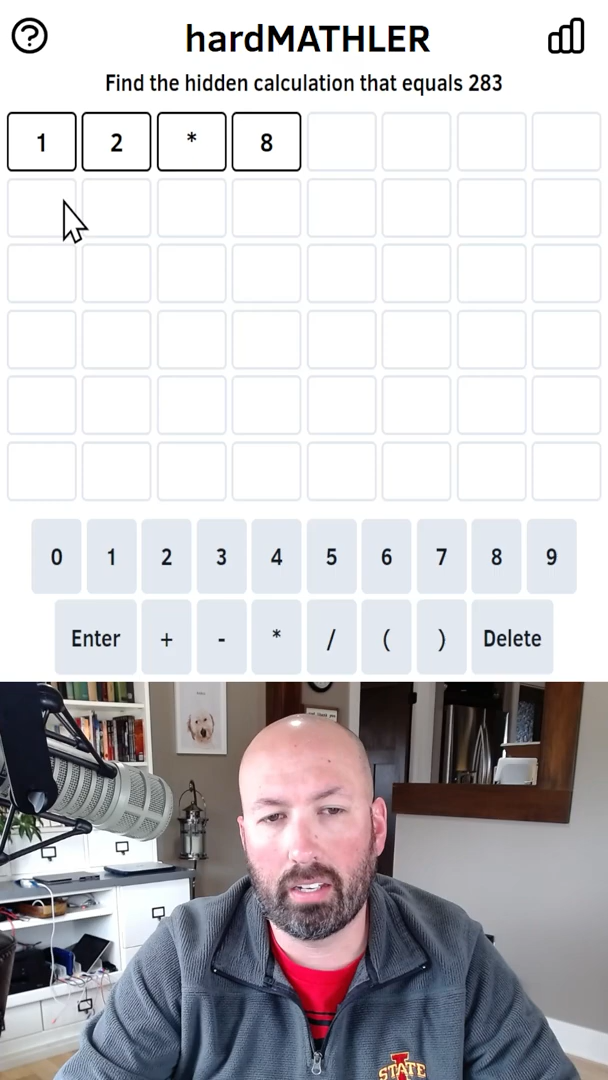 hardMATHLER
Find the hidden calculation that equals 283
1 2 * 8
0 1 2 3 4 5 6 7 8 9
Enter + - * / ( ) Delete
STATE